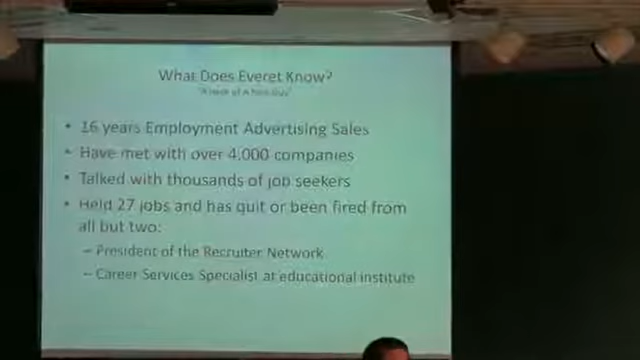 What Does Everet Know?
"A Heck of A Nice Guy"
• 16 years Employment Advertising Sales
• Have met with over 4,000 companies
• Talked with thousands of job seekers
• Held 27 jobs and has quit or been fired from
all but two:
– President of the Recruiter Network
– Career Services Specialist at educational institute